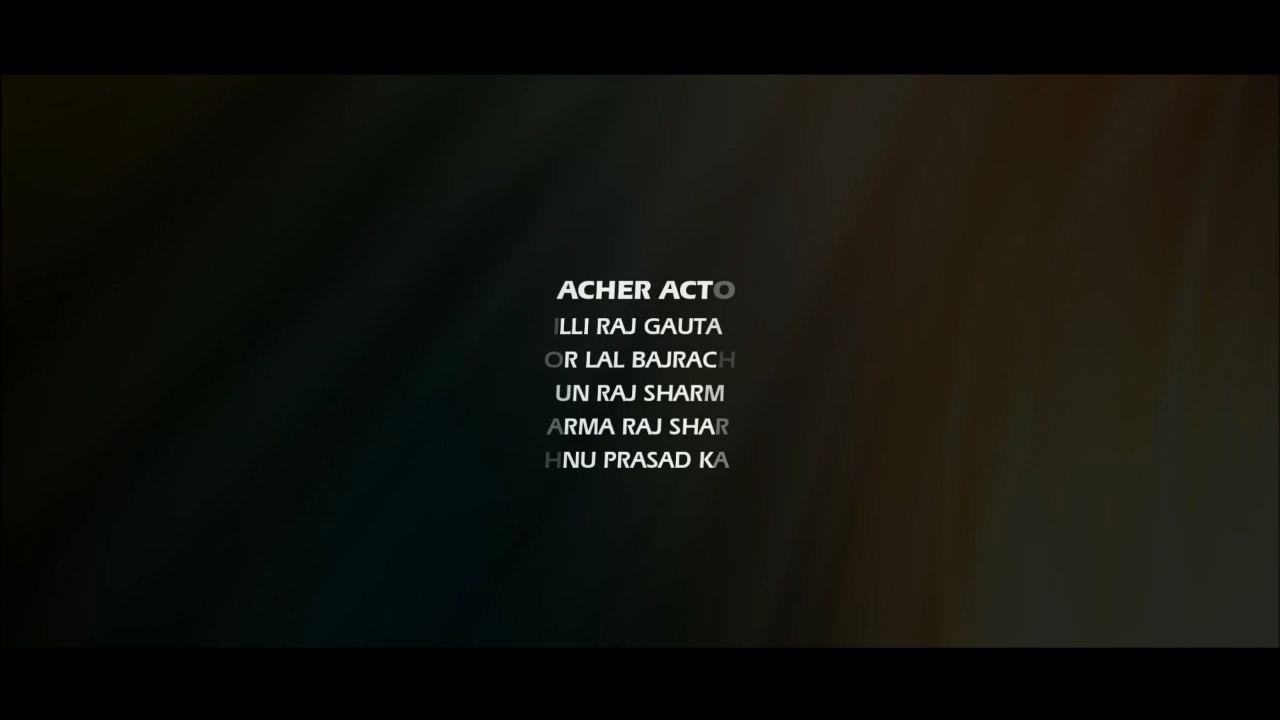 ACHER ACTO
ILLI RAJ GAUTA
OR LAL BAJRACH
UN RAJ SHARM
ARMA RAJ SHAR
HNU PRASAD KA